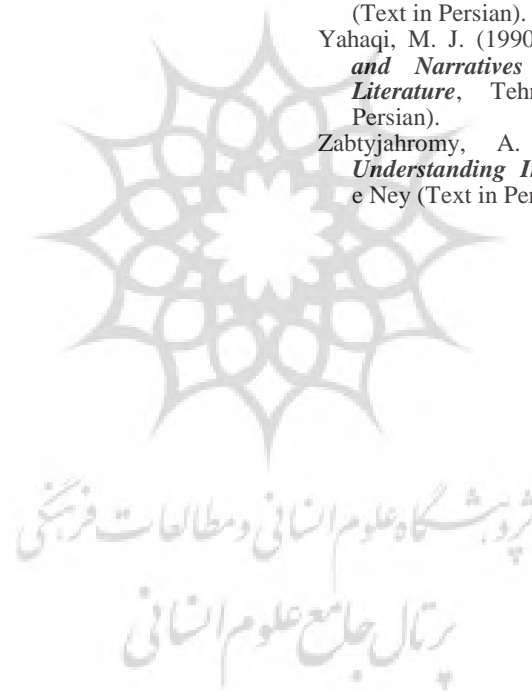 (Text in Persian).
Yahaqi, M. J. (1990
and Narratives
Literature, Tehr
Persian).
Zabtyjahromy, A.
Understanding I
e Ney (Text in Per
پژوهشگاه علوم انسانی و مطالعات فرهنگی
پرتال جامع علوم انسانی